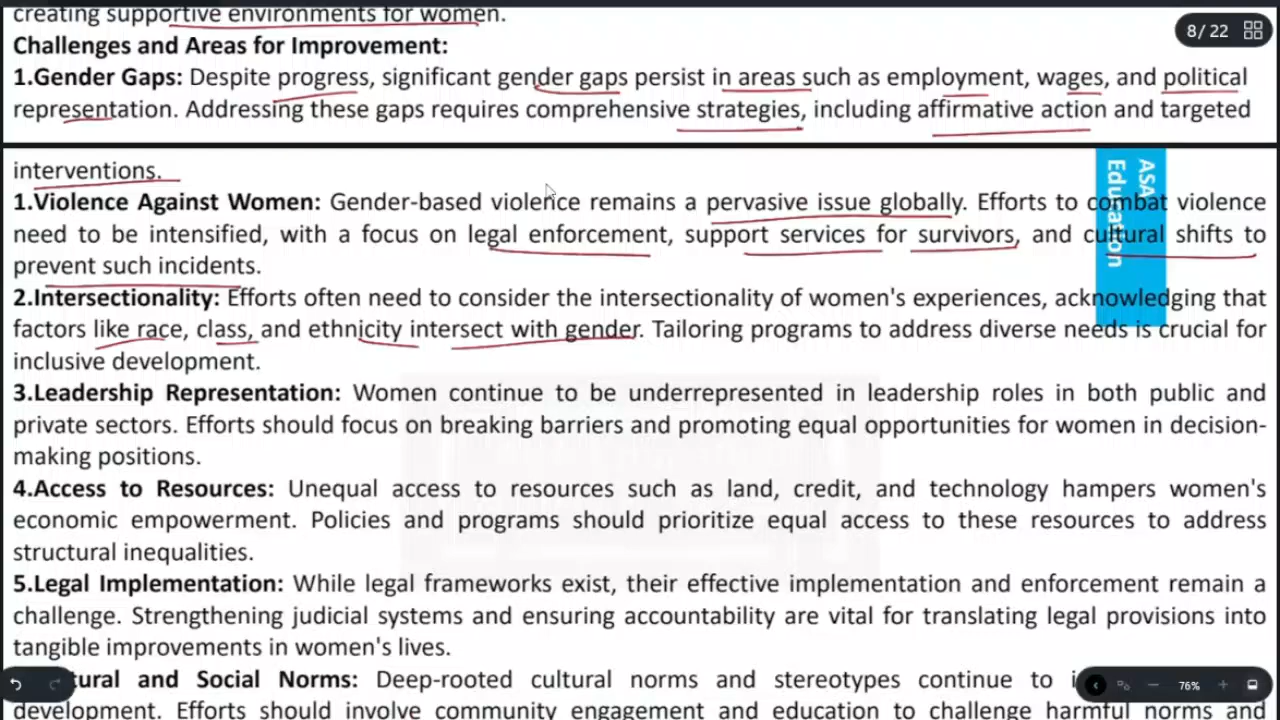 creating supportive environments for women.
Challenges and Areas for Improvement:
8/ 22
1.Gender Gaps: Despite progress, significant gender gaps persist in areas such as employment, wages, and political
representation. Addressing these gaps requires comprehensive strategies, including affirmative action and targeted
interventions.
ASA
Education
1.Violence Against Women: Gender-based violence remains a pervasive issue globally. Efforts to combat violence
need to be intensified, with a focus on legal enforcement, support services for survivors, and cultural shifts to
prevent such incidents.
2.Intersectionality: Efforts often need to consider the intersectionality of women's experiences, acknowledging that
factors like race, class, and ethnicity intersect with gender. Tailoring programs to address diverse needs is crucial for
inclusive development.
3.Leadership Representation: Women continue to be underrepresented in leadership roles in both public and
private sectors. Efforts should focus on breaking barriers and promoting equal opportunities for women in decision-
making positions.
4.Access to Resources: Unequal access to resources such as land, credit, and technology hampers women's
economic empowerment. Policies and programs should prioritize equal access to these resources to address
structural inequalities.
5.Legal Implementation: While legal frameworks exist, their effective implementation and enforcement remain a
challenge. Strengthening judicial systems and ensuring accountability are vital for translating legal provisions into
tangible improvements in women's lives.
and Social Norms: Deep-rooted cultural norms and stereotypes continue to
76%
development. Efforts should involve community engagement and education to challenge harmful norms and